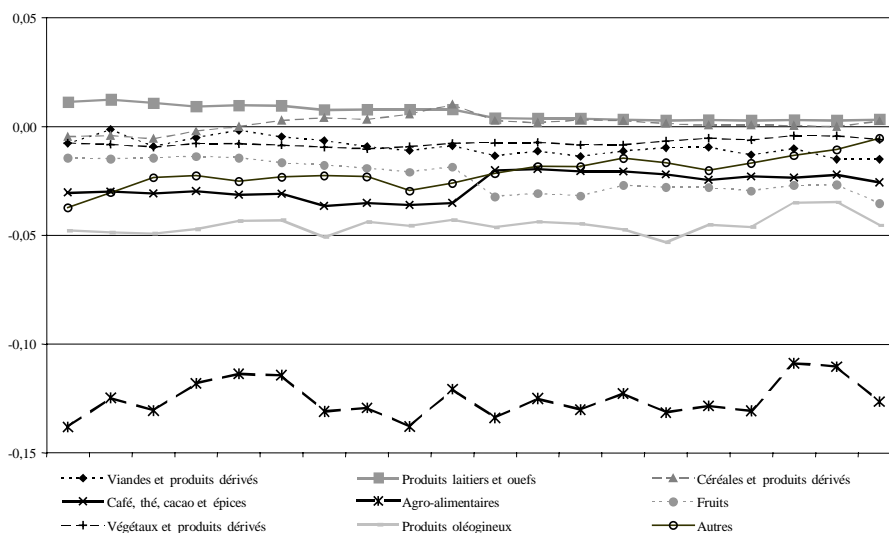 0,05
0,00
-0,05
-0,10
-0,15
Viandes et produits dérivés
Produits laitiers et ouefs
Céréales et produits dérivés
Café, thé, cacao et épices
Agro-alimentaires
Fruits
Végétaux et produits dérivés
Produits oléogineux
Autres